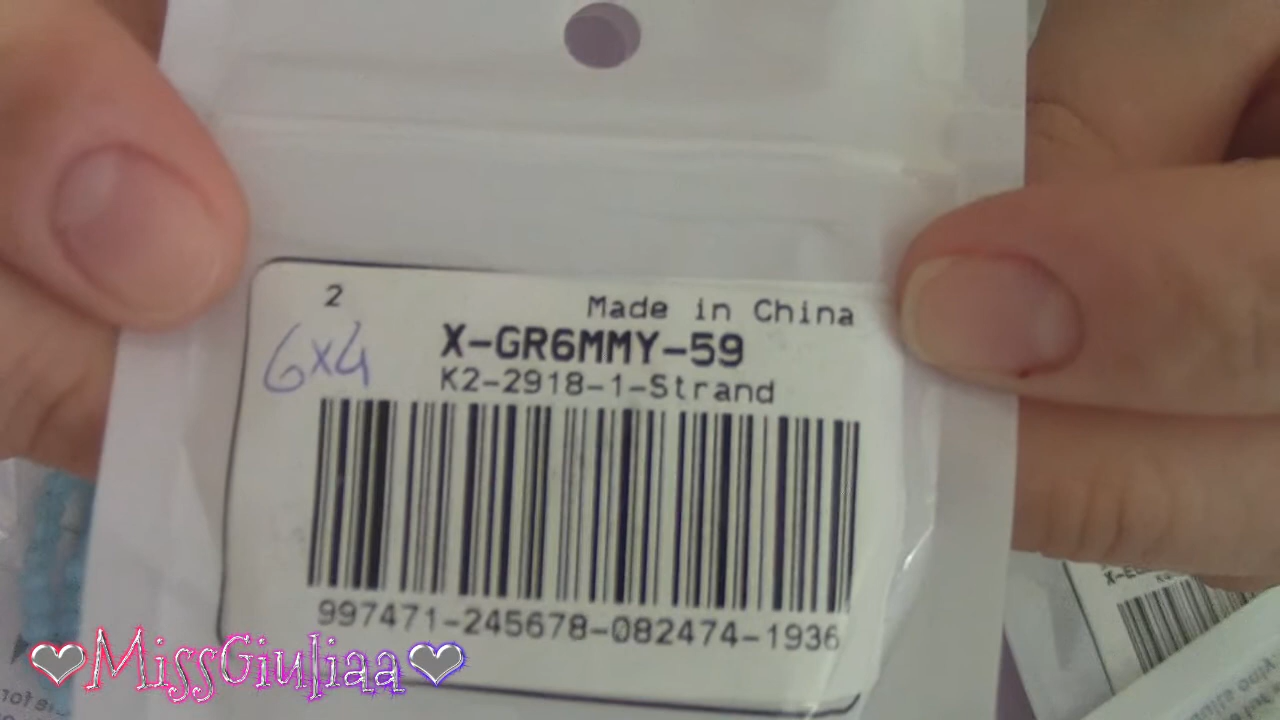 2
Made in China
6x4
X-GR6MMY-59
K2-2918-1-Strand
997471-245678-082474-1936
MissGiuliaa